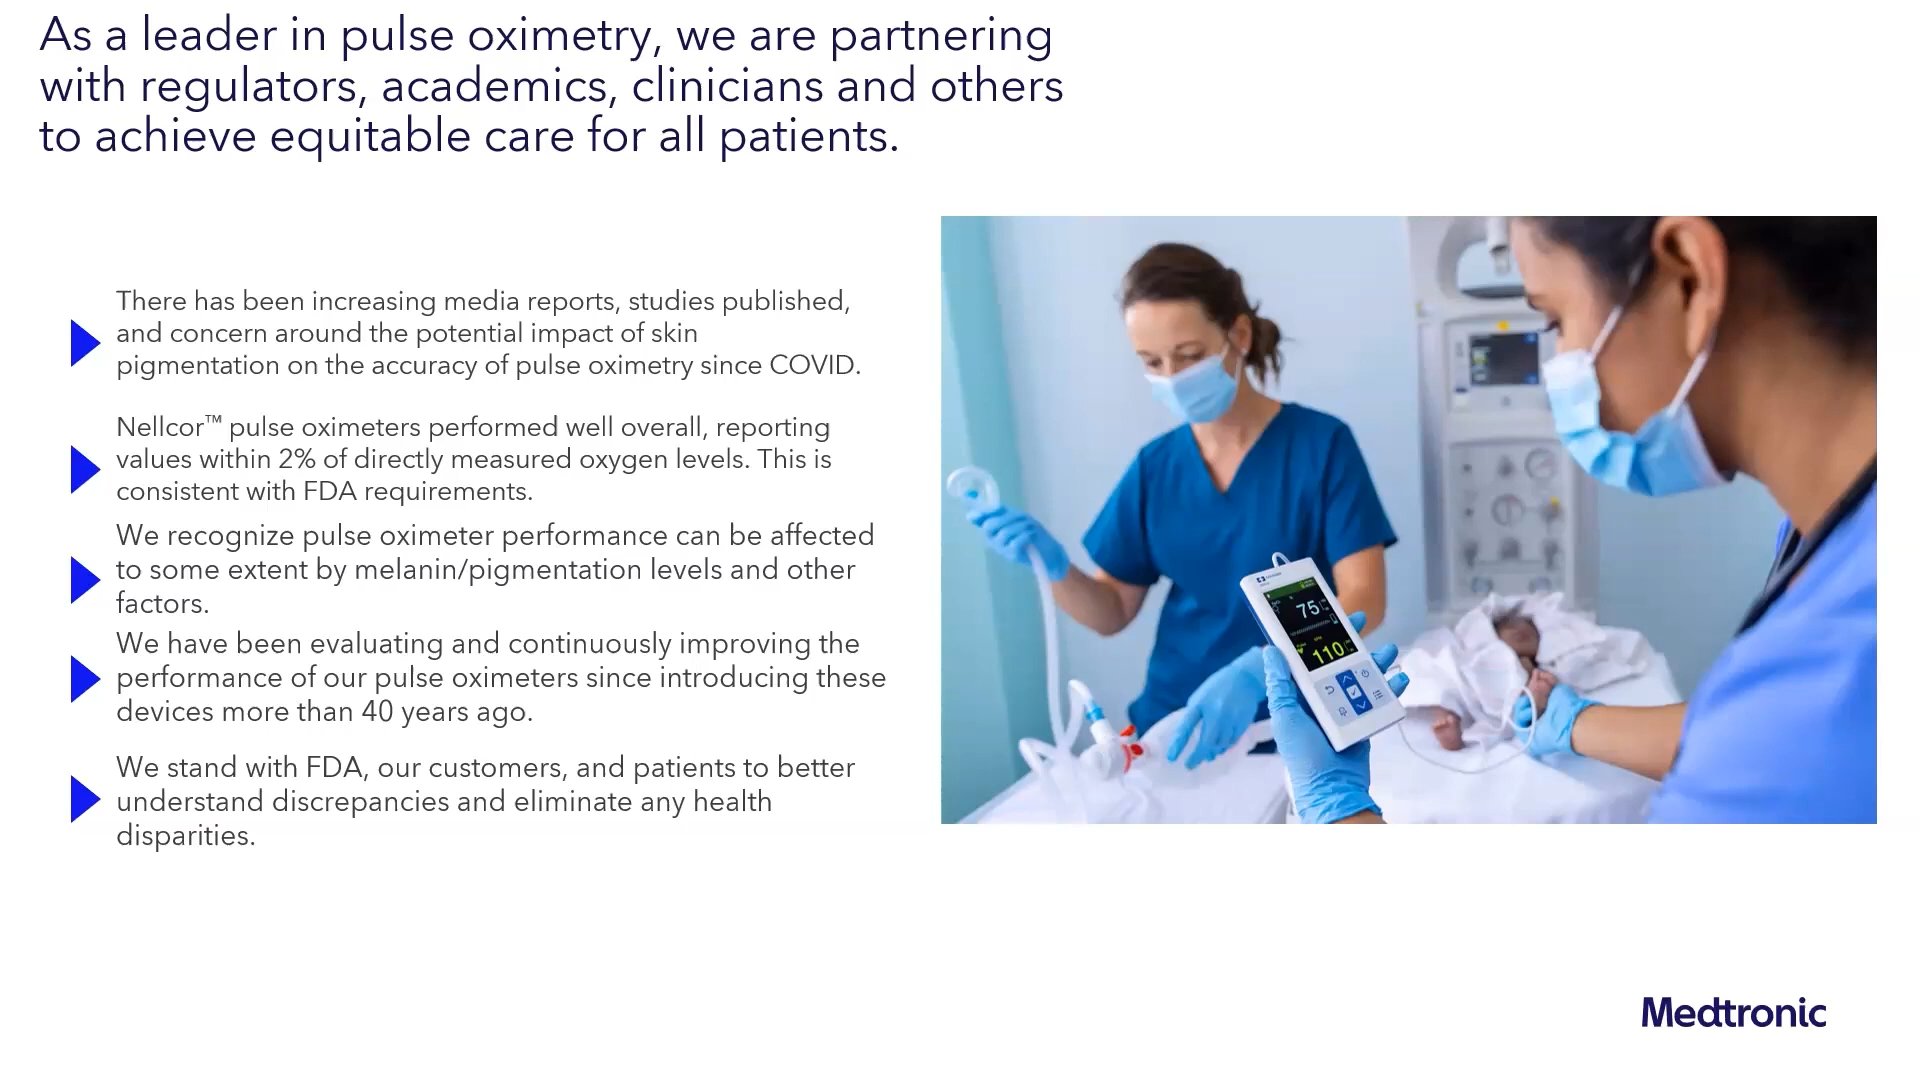 As a leader in pulse oximetry, we are partnering
with regulators, academics, clinicians and others
to achieve equitable care for all patients.
There has been increasing media reports, studies published,
and concern around the potential impact of skin
pigmentation on the accuracy of pulse oximetry since COVID.
Nellcor™ pulse oximeters performed well overall, reporting
values within 2% of directly measured oxygen levels. This is
consistent with FDA requirements.
We recognize pulse oximeter performance can be affected
to some extent by melanin/pigmentation levels and other
factors.
We have been evaluating and continuously improving the
performance of our pulse oximeters since introducing these
devices more than 40 years ago.
We stand with FDA, our customers, and patients to better
understand discrepancies and eliminate any health
disparities.
75
110
Medtronic